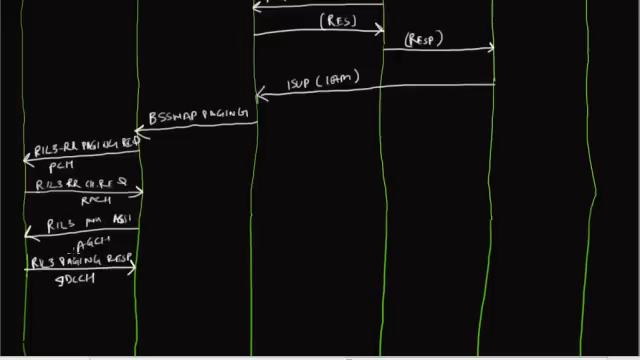 (RES)
(RESP)
ISUP (IAM)
BSSMAP PAGING
RIL3-RR PAGING REQ
PCH
RIL3-RR CH.REQ
RACH
RIL3 ASSI
AGCH
RIL3 PAGING RESP
SDCCH